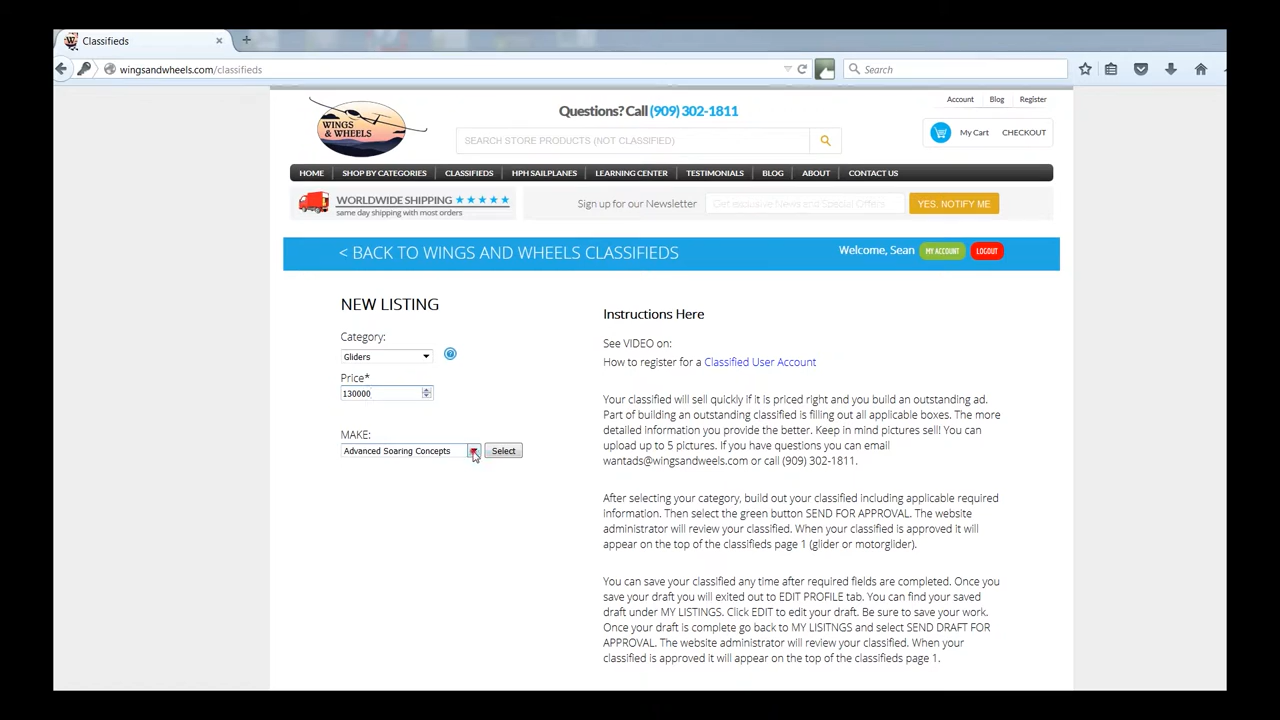 Classifieds
wingsandwheels.com/classifieds
Search
Account Blog Register
Questions? Call (909) 302-1811
WINGS & WHEELS
SEARCH STORE PRODUCTS (NOT CLASSIFIED)
My Cart CHECKOUT
HOME SHOP BY CATEGORIES CLASSIFIEDS HPH SAILPLANES LEARNING CENTER TESTIMONIALS BLOG ABOUT CONTACT US
WORLDWIDE SHIPPING
same day shipping with most orders
Sign up for our Newsletter Get exclusive News and Special Offers YES, NOTIFY ME
< BACK TO WINGS AND WHEELS CLASSIFIEDS Welcome, Sean MY ACCOUNT LOGOUT
NEW LISTING
Category:
Gliders
Price*
130000
MAKE:
Advanced Soaring Concepts Select
Instructions Here
See VIDEO on:
How to register for a Classified User Account
Your classified will sell quickly if it is priced right and you build an outstanding ad.
Part of building an outstanding classified is filling out all applicable boxes. The more
detailed information you provide the better. Keep in mind pictures sell! You can
upload up to 5 pictures. If you have questions you can email
wantads@wingsandweels.com or call (909) 302-1811.
After selecting your category, build out your classified including applicable required
information. Then select the green button SEND FOR APPROVAL. The website
administrator will review your classified. When your classified is approved it will
appear on the top of the classifieds page 1 (glider or motorglider).
You can save your classified any time after required fields are completed. Once you
save your draft you will exited out to EDIT PROFILE tab. You can find your saved
draft under MY LISTINGS. Click EDIT to edit your draft. Be sure to save your work.
Once your draft is complete go back to MY LISITNGS and select SEND DRAFT FOR
APPROVAL. The website administrator will review your classified. When your
classified is approved it will appear on the top of the classifieds page 1.